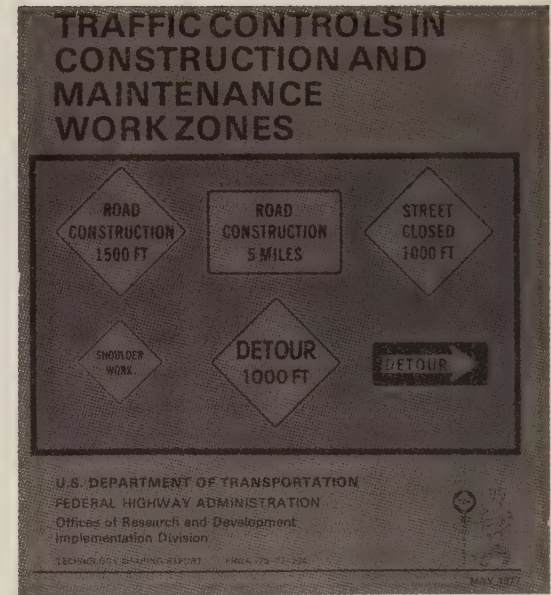 TRAFFIC CONTROLS IN
CONSTRUCTION AND
MAINTENANCE
WORK ZONES
ROAD
CONSTRUCTION
1500 FT
ROAD
CONSTRUCTION
5 MILES
STREET
CLOSED
1000 FT
SHOULDER
WORK
DETOUR
1000 FT
DETOUR
U.S. DEPARTMENT OF TRANSPORTATION
FEDERAL HIGHWAY ADMINISTRATION
Offices of Research and Development
Implementation Division
TECHNOLOGY SHARING REPORT
MAY 1977